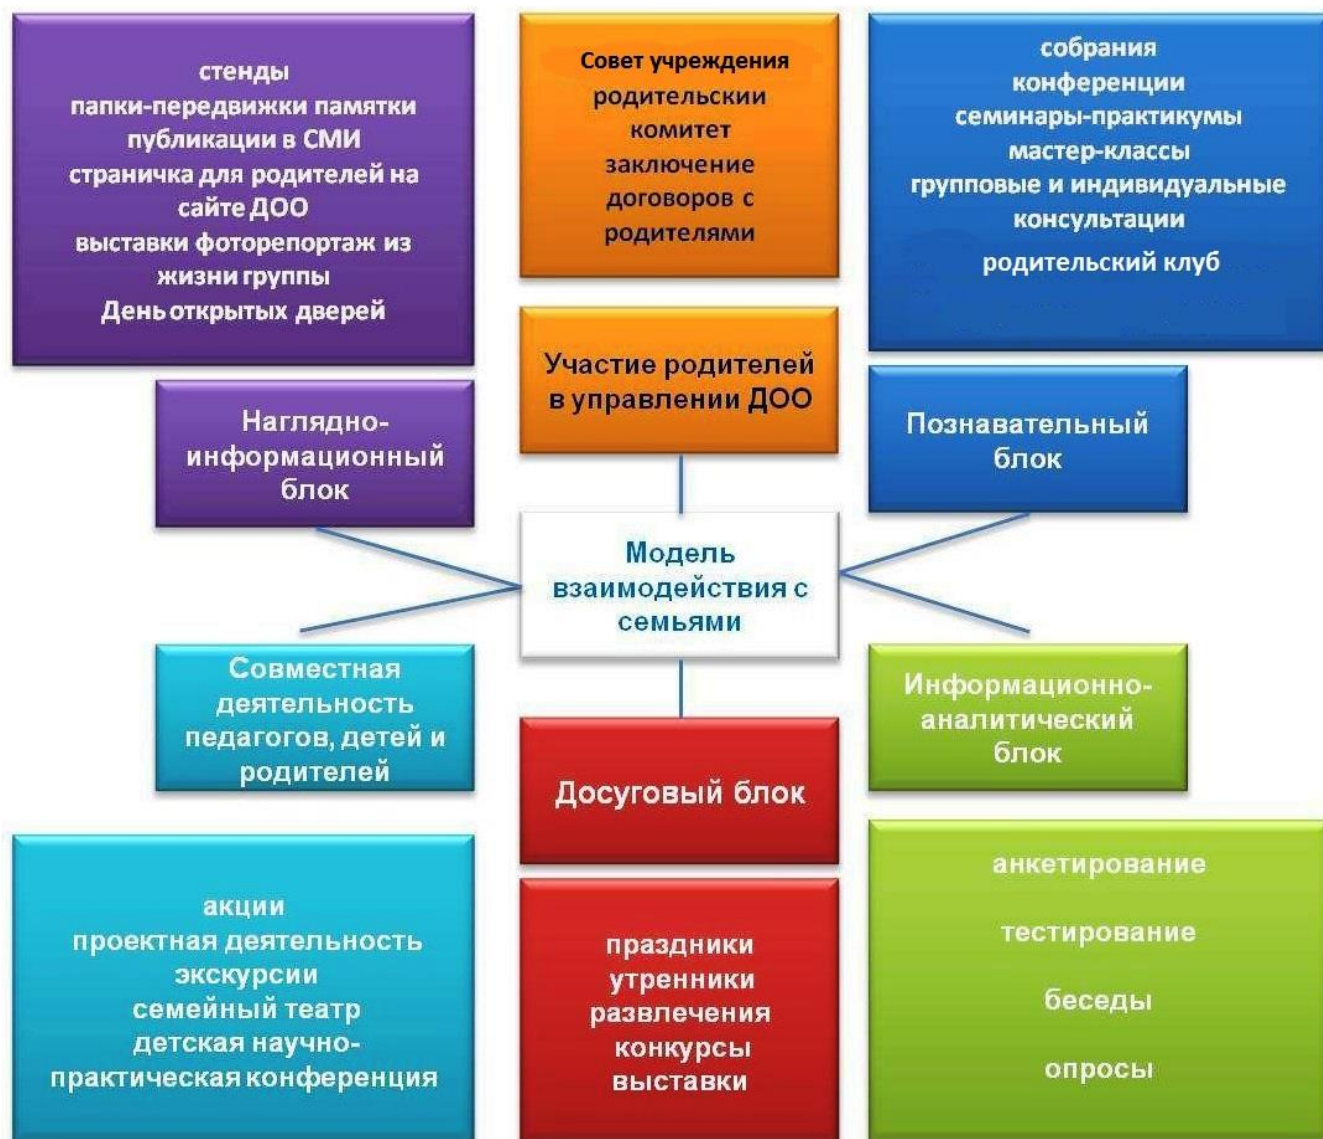 стенды
папки-передвижки памятки
публикации в СМИ
страничка для родителей на
сайте ДОО
выставки фоторепортаж из
жизни группы
День открытых дверей
Совет учреждения
родительскии
комитет
заключение
договоров с
родителями
собрания
конференции
семинары-практикумы
мастер-классы
групповые и индивидуальные
консультации
родительский клуб
Наглядно-
информационный
блок
Участие родителей
в управлении ДОО
Познавательный
блок
Модель
взаимодействия с
семьями
Совместная
деятельность
педагогов, детей и
родителей
Досуговый блок
Информационно-
аналитический
блок
акции
проектная деятельность
экскурсии
семейный театр
детская научно-
практическая конференция
праздники
утренники
развлечения
конкурсы
выставки
анкетирование
тестирование
беседы
опросы